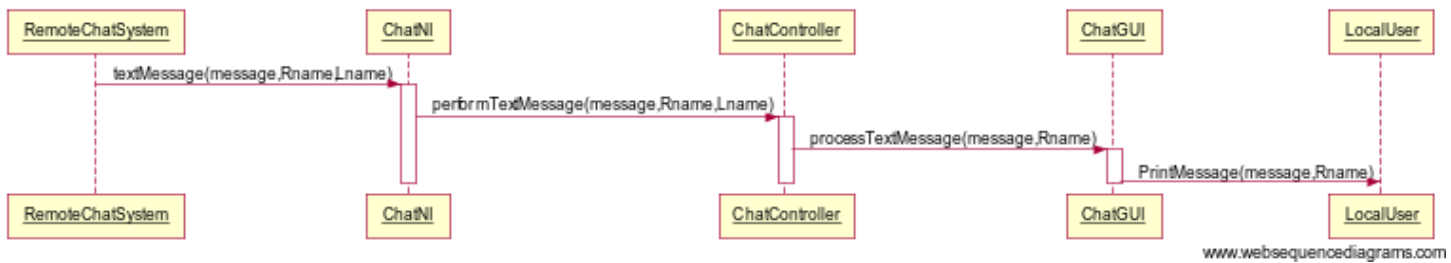 RemoteChatSystem
ChatNI
ChatController
ChatGUI
LocalUser
textMessage(message,Rname,Lname)
performTextMessage(message,Rname,Lname)
processTextMessage(message,Rname)
PrintMessage(message,Rname)
RemoteChatSystem
ChatNI
ChatController
ChatGUI
LocalUser
www.websequencediagrams.com